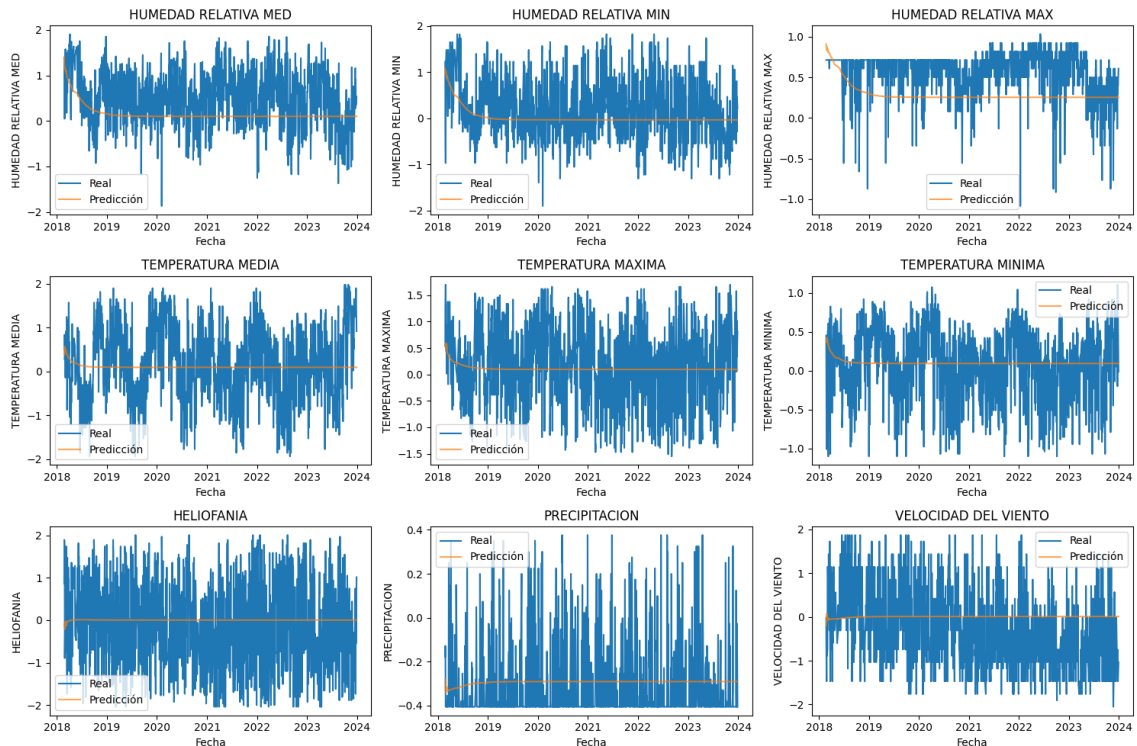 HUMEDAD RELATIVA MED
HUMEDAD RELATIVA MED
2
1
0
−1
−2
Real
Predicción
2018 2019 2020 2021 2022 2023 2024
Fecha
HUMEDAD RELATIVA MIN
HUMEDAD RELATIVA MIN
2
1
0
−1
−2
Real
Predicción
2018 2019 2020 2021 2022 2023 2024
Fecha
HUMEDAD RELATIVA MAX
HUMEDAD RELATIVA MAX
1.0
0.5
0.0
−0.5
−1.0
Real
Predicción
2018 2019 2020 2021 2022 2023 2024
Fecha
TEMPERATURA MEDIA
TEMPERATURA MEDIA
2
1
0
−1
−2
Real
Predicción
2018 2019 2020 2021 2022 2023 2024
Fecha
TEMPERATURA MAXIMA
TEMPERATURA MAXIMA
1.5
1.0
0.5
0.0
−0.5
−1.0
−1.5
Real
Predicción
2018 2019 2020 2021 2022 2023 2024
Fecha
TEMPERATURA MINIMA
TEMPERATURA MINIMA
1.0
0.5
0.0
−0.5
−1.0
Real
Predicción
2018 2019 2020 2021 2022 2023 2024
Fecha
HELIOFANIA
HELIOFANIA
2
1
0
−1
−2
Real
Predicción
2018 2019 2020 2021 2022 2023 2024
Fecha
PRECIPITACION
PRECIPITACION
0.4
0.2
0.0
−0.2
−0.4
Real
Predicción
2018 2019 2020 2021 2022 2023 2024
Fecha
VELOCIDAD DEL VIENTO
VELOCIDAD DEL VIENTO
2
1
0
−1
−2
Real
Predicción
2018 2019 2020 2021 2022 2023 2024
Fecha